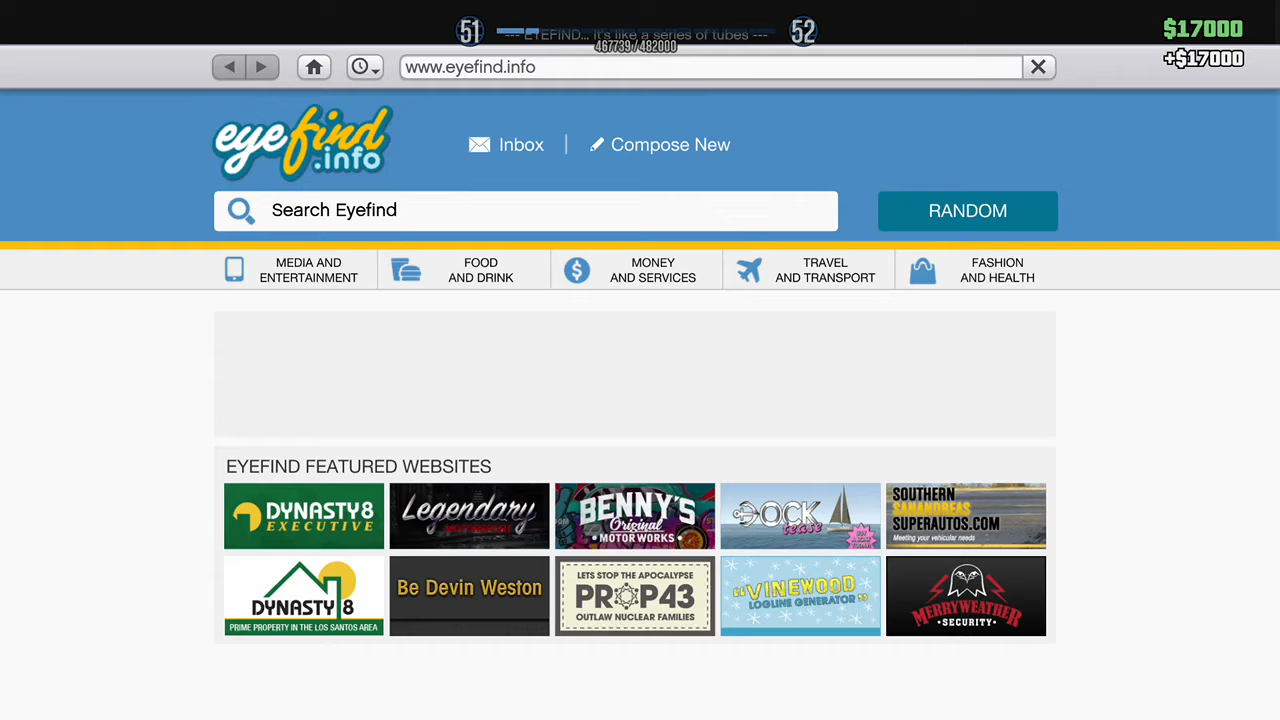 51
--- EYEFIND... It's like a series of tubes ---
52
467739 / 482000
$17000
+$17000
www.eyefind.info
eyefind
.info
Inbox
Compose New
Search Eyefind
RANDOM
MEDIA AND
ENTERTAINMENT
FOOD
AND DRINK
MONEY
AND SERVICES
TRAVEL
AND TRANSPORT
FASHION
AND HEALTH
EYEFIND FEATURED WEBSITES
DYNASTY8
EXECUTIVE
Legendary
BENNY'S
Original
MOTOR WORKS
DOCK
tease
SOUTHERN
SANANDREAS
SUPERAUTOS.COM
Meeting your vehicular needs
DYNASTY 8
PRIME PROPERTY IN THE LOS SANTOS AREA
Be Devin Weston
LETS STOP THE APOCALYPSE
PROP43
OUTLAW NUCLEAR FAMILIES
"VINEWOOD"
LOGLINE GENERATOR
MERRYWEATHER
SECURITY